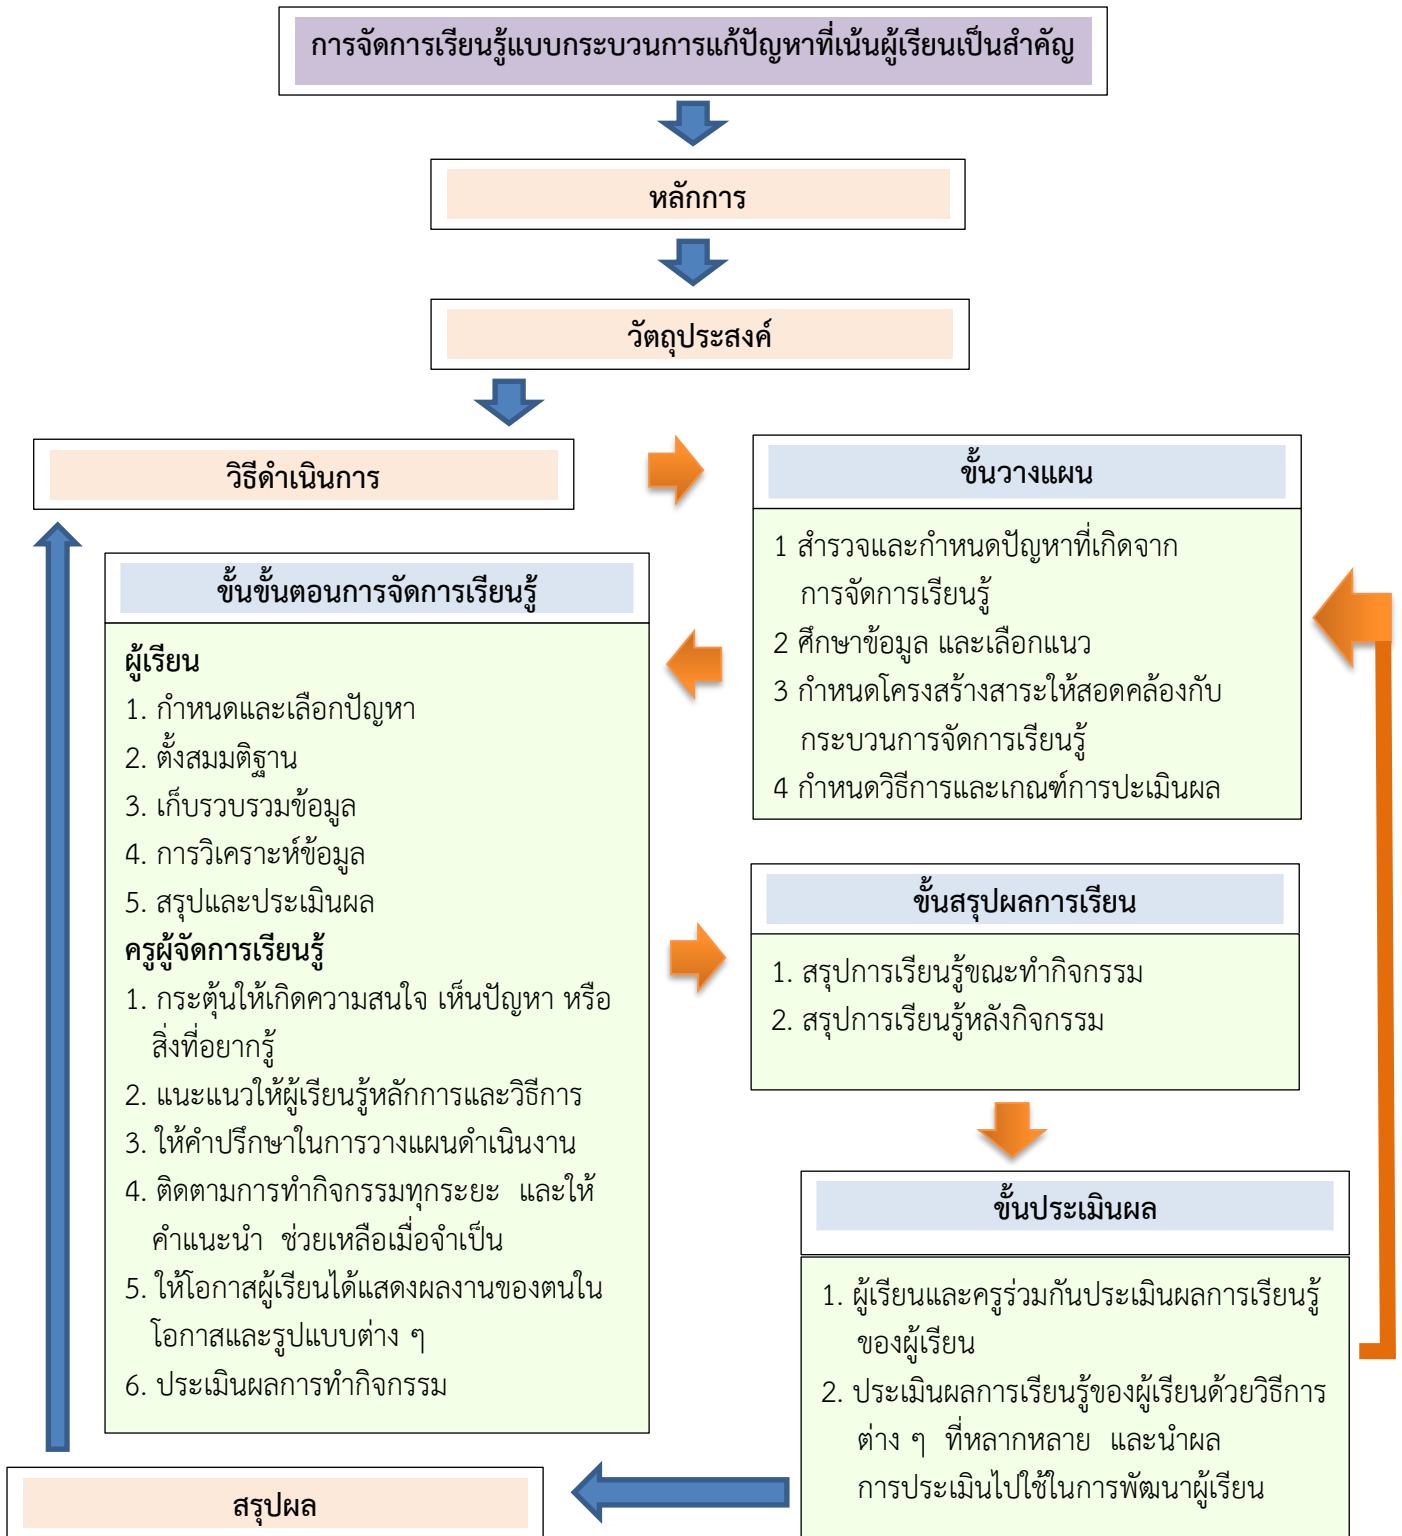 การจัดการเรียนรู้แบบกระบวนการแก้ปัญหาที่เน้นผู้เรียนเป็นสำคัญ
หลักการ
วัตถุประสงค์
วิธีดำเนินการ
ขั้นวางแผน
1 สำรวจและกำหนดปัญหาที่เกิดจาก
การจัดการเรียนรู้
2 ศึกษาข้อมูล และเลือกแนว
3 กำหนดโครงสร้างสาระให้สอดคล้องกับ
กระบวนการจัดการเรียนรู้
4 กำหนดวิธีการและเกณฑ์การปะเมินผล
ขั้นขั้นตอนการจัดการเรียนรู้
ผู้เรียน
1. กำหนดและเลือกปัญหา
2. ตั้งสมมติฐาน
3. เก็บรวบรวมข้อมูล
4. การวิเคราะห์ข้อมูล
5. สรุปและประเมินผล
ครูผู้จัดการเรียนรู้
1. กระตุ้นให้เกิดความสนใจ เห็นปัญหา หรือ
สิ่งที่อยากรู้
2. แนะแนวให้ผู้เรียนรู้หลักการและวิธีการ
3. ให้คำปรึกษาในการวางแผนดำเนินงาน
4. ติดตามการทำกิจกรรมทุกระยะ และให้
คำแนะนำ ช่วยเหลือเมื่อจำเป็น
5. ให้โอกาสผู้เรียนได้แสดงผลงานของตนใน
โอกาสและรูปแบบต่าง ๆ
6. ประเมินผลการทำกิจกรรม
ขั้นสรุปผลการเรียน
1. สรุปการเรียนรู้ขณะทำกิจกรรม
2. สรุปการเรียนรู้หลังกิจกรรม
ขั้นประเมินผล
1. ผู้เรียนและครูร่วมกันประเมินผลการเรียนรู้
ของผู้เรียน
2. ประเมินผลการเรียนรู้ของผู้เรียนด้วยวิธีการ
ต่าง ๆ ที่หลากหลาย และนำผล
การประเมินไปใช้ในการพัฒนาผู้เรียน
สรุปผล